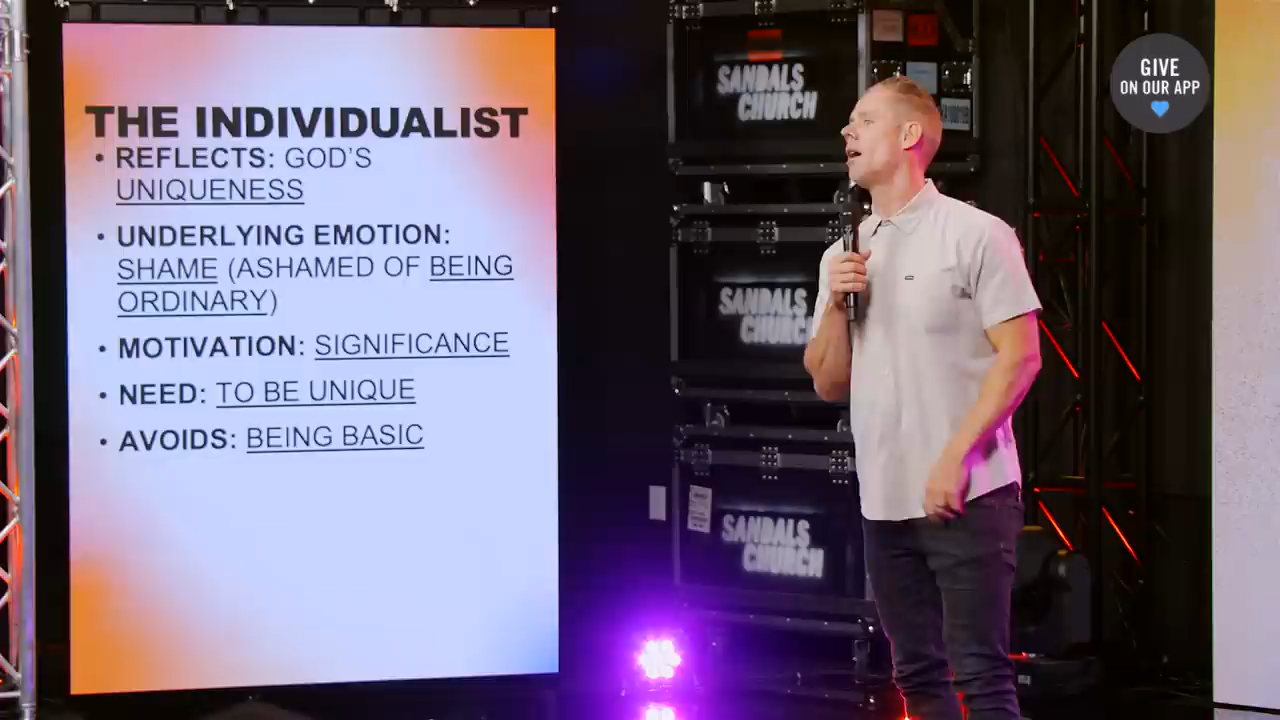 THE INDIVIDUALIST
• REFLECTS: GOD'S
UNIQUENESS
• UNDERLYING EMOTION:
SHAME (ASHAMED OF BEING
ORDINARY)
• MOTIVATION: SIGNIFICANCE
• NEED: TO BE UNIQUE
• AVOIDS: BEING BASIC
SANDALS
CHURCH
SANDALS
CHURCH
SANDALS
CHURCH
GIVE
ON OUR APP